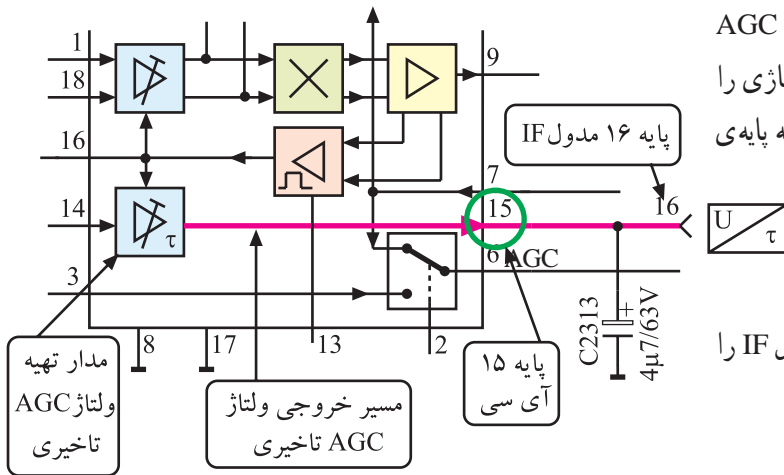 AGC
1
9
18
اژی را
ه پایه‌ی
پایه ۱۶ مدول IF
16
7
15
16
U
τ
14
τ
6
AGC
3
C2313
+
4µ7/63V
8
17
13
2
ل IF را
مدار تهیه
ولتاژ AGC
تاخیری
مسیر خروجی ولتاژ
AGC تاخیری
پایه ۱۵
آی سی